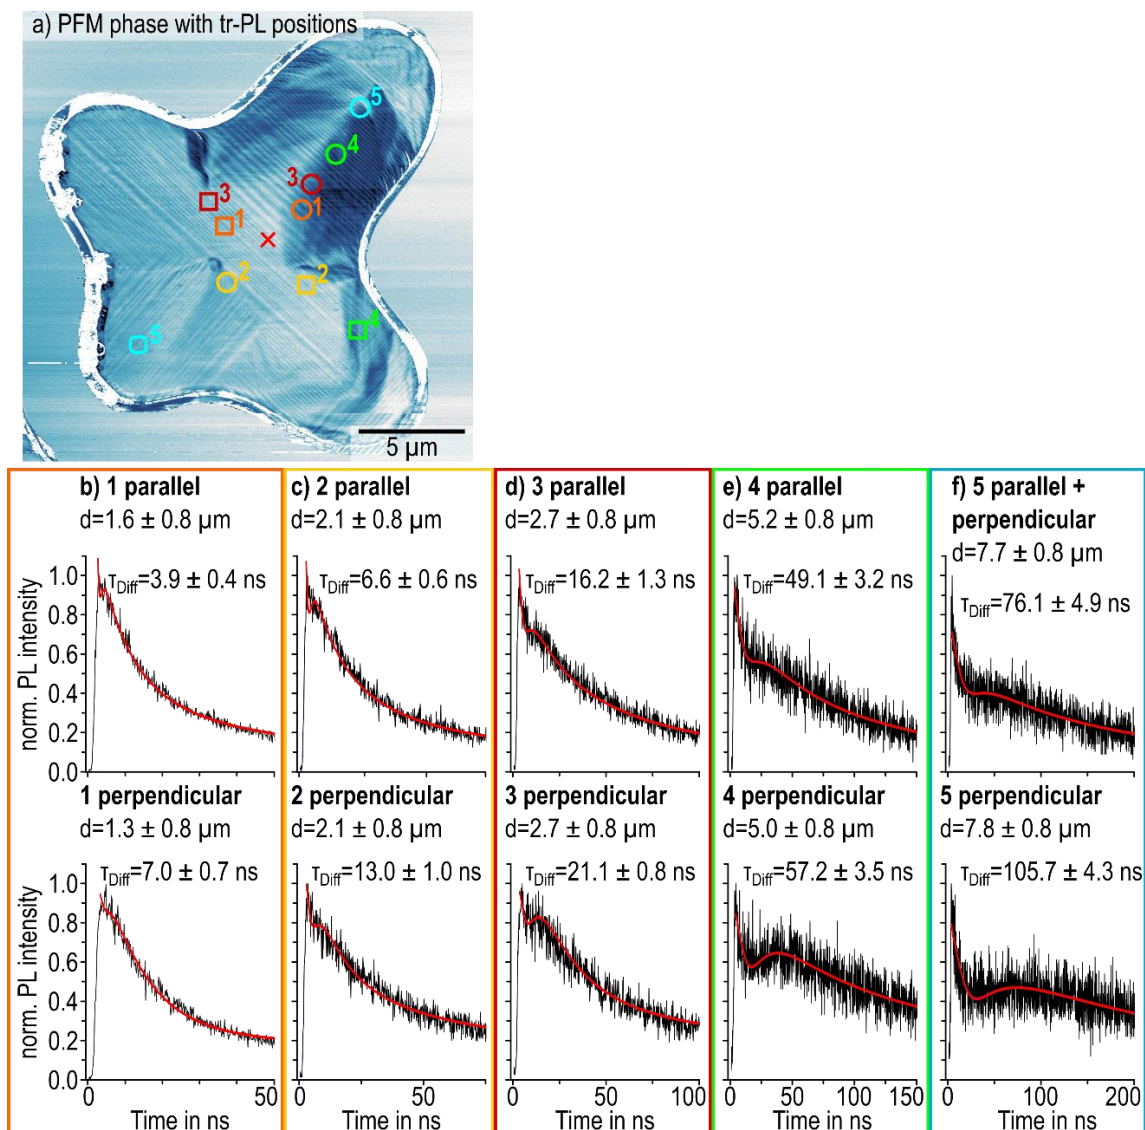 a) PFM phase with tr-PL positions
5
4
3
3
1
1
2
2
5
4
5 µm
b) 1 parallel
d=1.6 ± 0.8 µm
τDiff=3.9 ± 0.4 ns
c) 2 parallel
d=2.1 ± 0.8 µm
τDiff=6.6 ± 0.6 ns
d) 3 parallel
d=2.7 ± 0.8 µm
τDiff=16.2 ± 1.3 ns
e) 4 parallel
d=5.2 ± 0.8 µm
τDiff=49.1 ± 3.2 ns
f) 5 parallel +
perpendicular
d=7.7 ± 0.8 µm
τDiff=76.1 ± 4.9 ns
norm. PL intensity
1.0
0.8
0.6
0.4
0.2
0.0
1 perpendicular
d=1.3 ± 0.8 µm
τDiff=7.0 ± 0.7 ns
2 perpendicular
d=2.1 ± 0.8 µm
τDiff=13.0 ± 1.0 ns
3 perpendicular
d=2.7 ± 0.8 µm
τDiff=21.1 ± 0.8 ns
4 perpendicular
d=5.0 ± 0.8 µm
τDiff=57.2 ± 3.5 ns
5 perpendicular
d=7.8 ± 0.8 µm
τDiff=105.7 ± 4.3 ns
norm. PL intensity
1.0
0.8
0.6
0.4
0.2
0.0
0 50
Time in ns
0 50
Time in ns
0 50 100
Time in ns
0 50 100 150
Time in ns
0 100 200
Time in ns